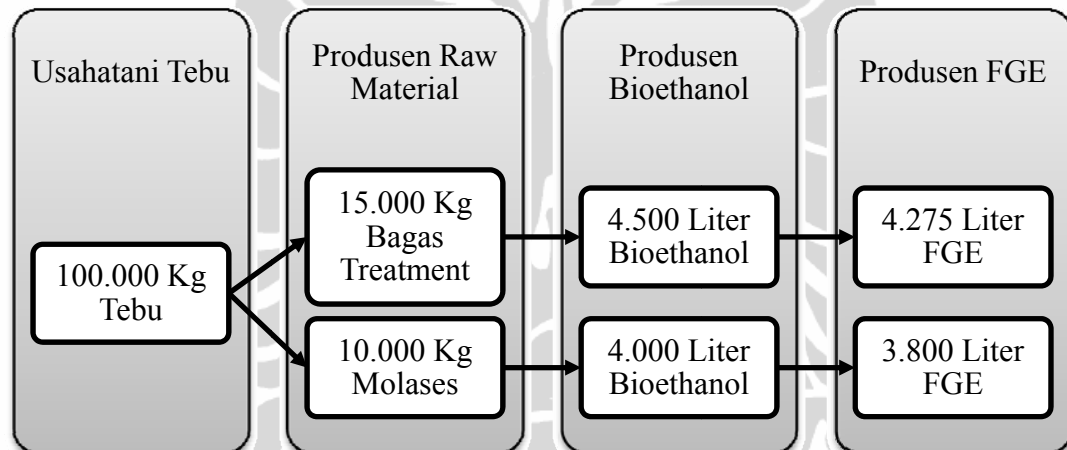 Usahatani Tebu
Produsen Raw
Material
Produsen
Bioethanol
Produsen FGE
100.000 Kg
Tebu
15.000 Kg
Bagas
Treatment
4.500 Liter
Bioethanol
4.275 Liter
FGE
10.000 Kg
Molases
4.000 Liter
Bioethanol
3.800 Liter
FGE